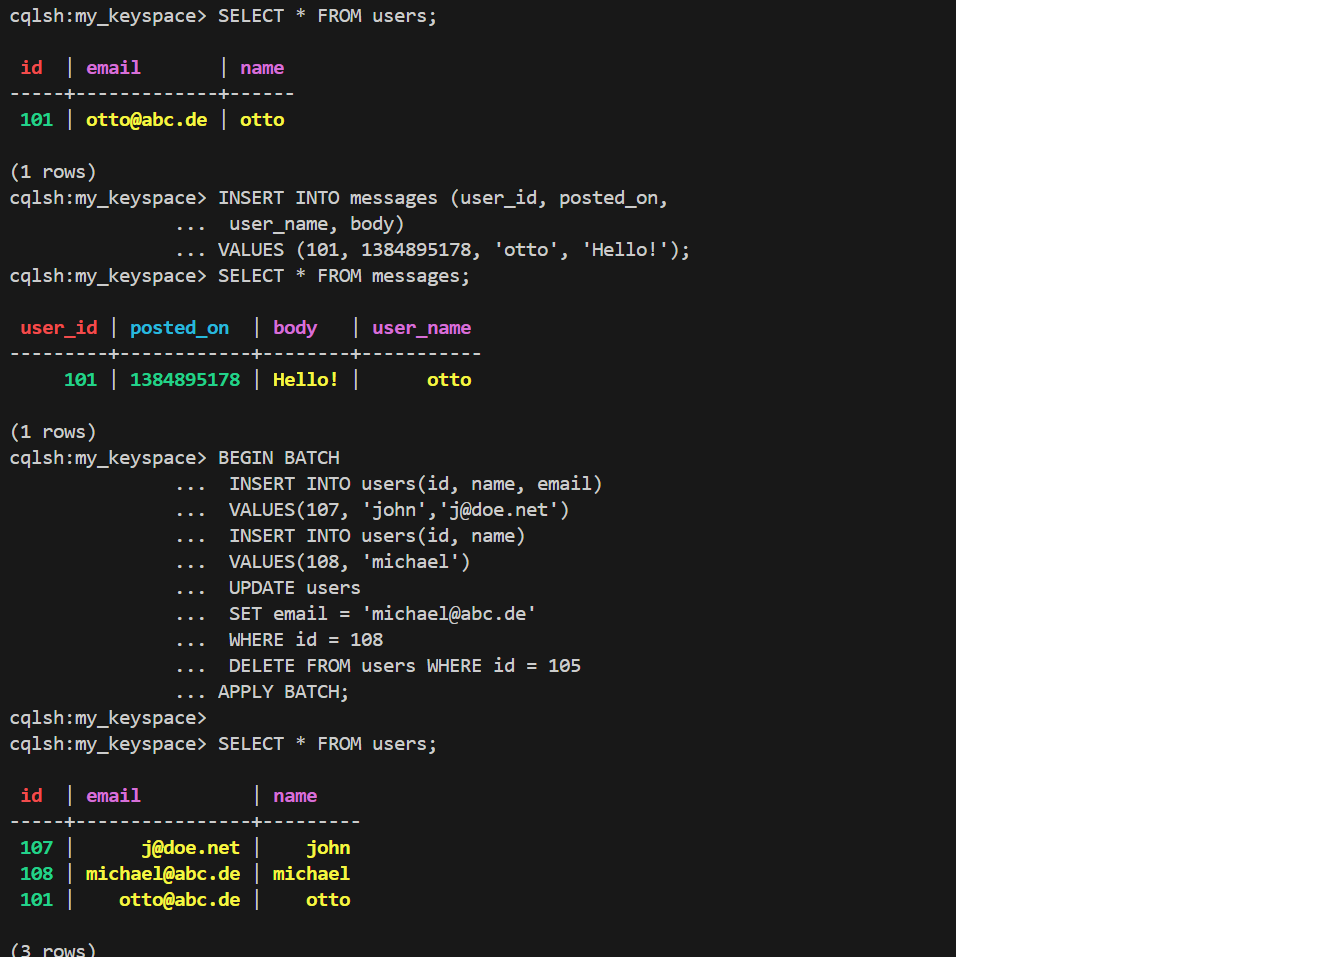 cqlsh:my_keyspace> SELECT * FROM users;
 id  | email       | name
-----+-------------+------
 101 | otto@abc.de | otto
(1 rows)
cqlsh:my_keyspace> INSERT INTO messages (user_id, posted_on,
               ...  user_name, body)
               ... VALUES (101, 1384895178, 'otto', 'Hello!');
cqlsh:my_keyspace> SELECT * FROM messages;
 user_id | posted_on  | body   | user_name
---------+------------+--------+-----------
     101 | 1384895178 | Hello! |      otto
(1 rows)
cqlsh:my_keyspace> BEGIN BATCH
               ...  INSERT INTO users(id, name, email)
               ...  VALUES(107, 'john','j@doe.net')
               ...  INSERT INTO users(id, name)
               ...  VALUES(108, 'michael')
               ...  UPDATE users
               ...  SET email = 'michael@abc.de'
               ...  WHERE id = 108
               ...  DELETE FROM users WHERE id = 105
               ... APPLY BATCH;
cqlsh:my_keyspace>
cqlsh:my_keyspace> SELECT * FROM users;
 id  | email          | name
-----+----------------+---------
 107 |      j@doe.net |    john
 108 | michael@abc.de | michael
 101 |    otto@abc.de |    otto
(3 rows)